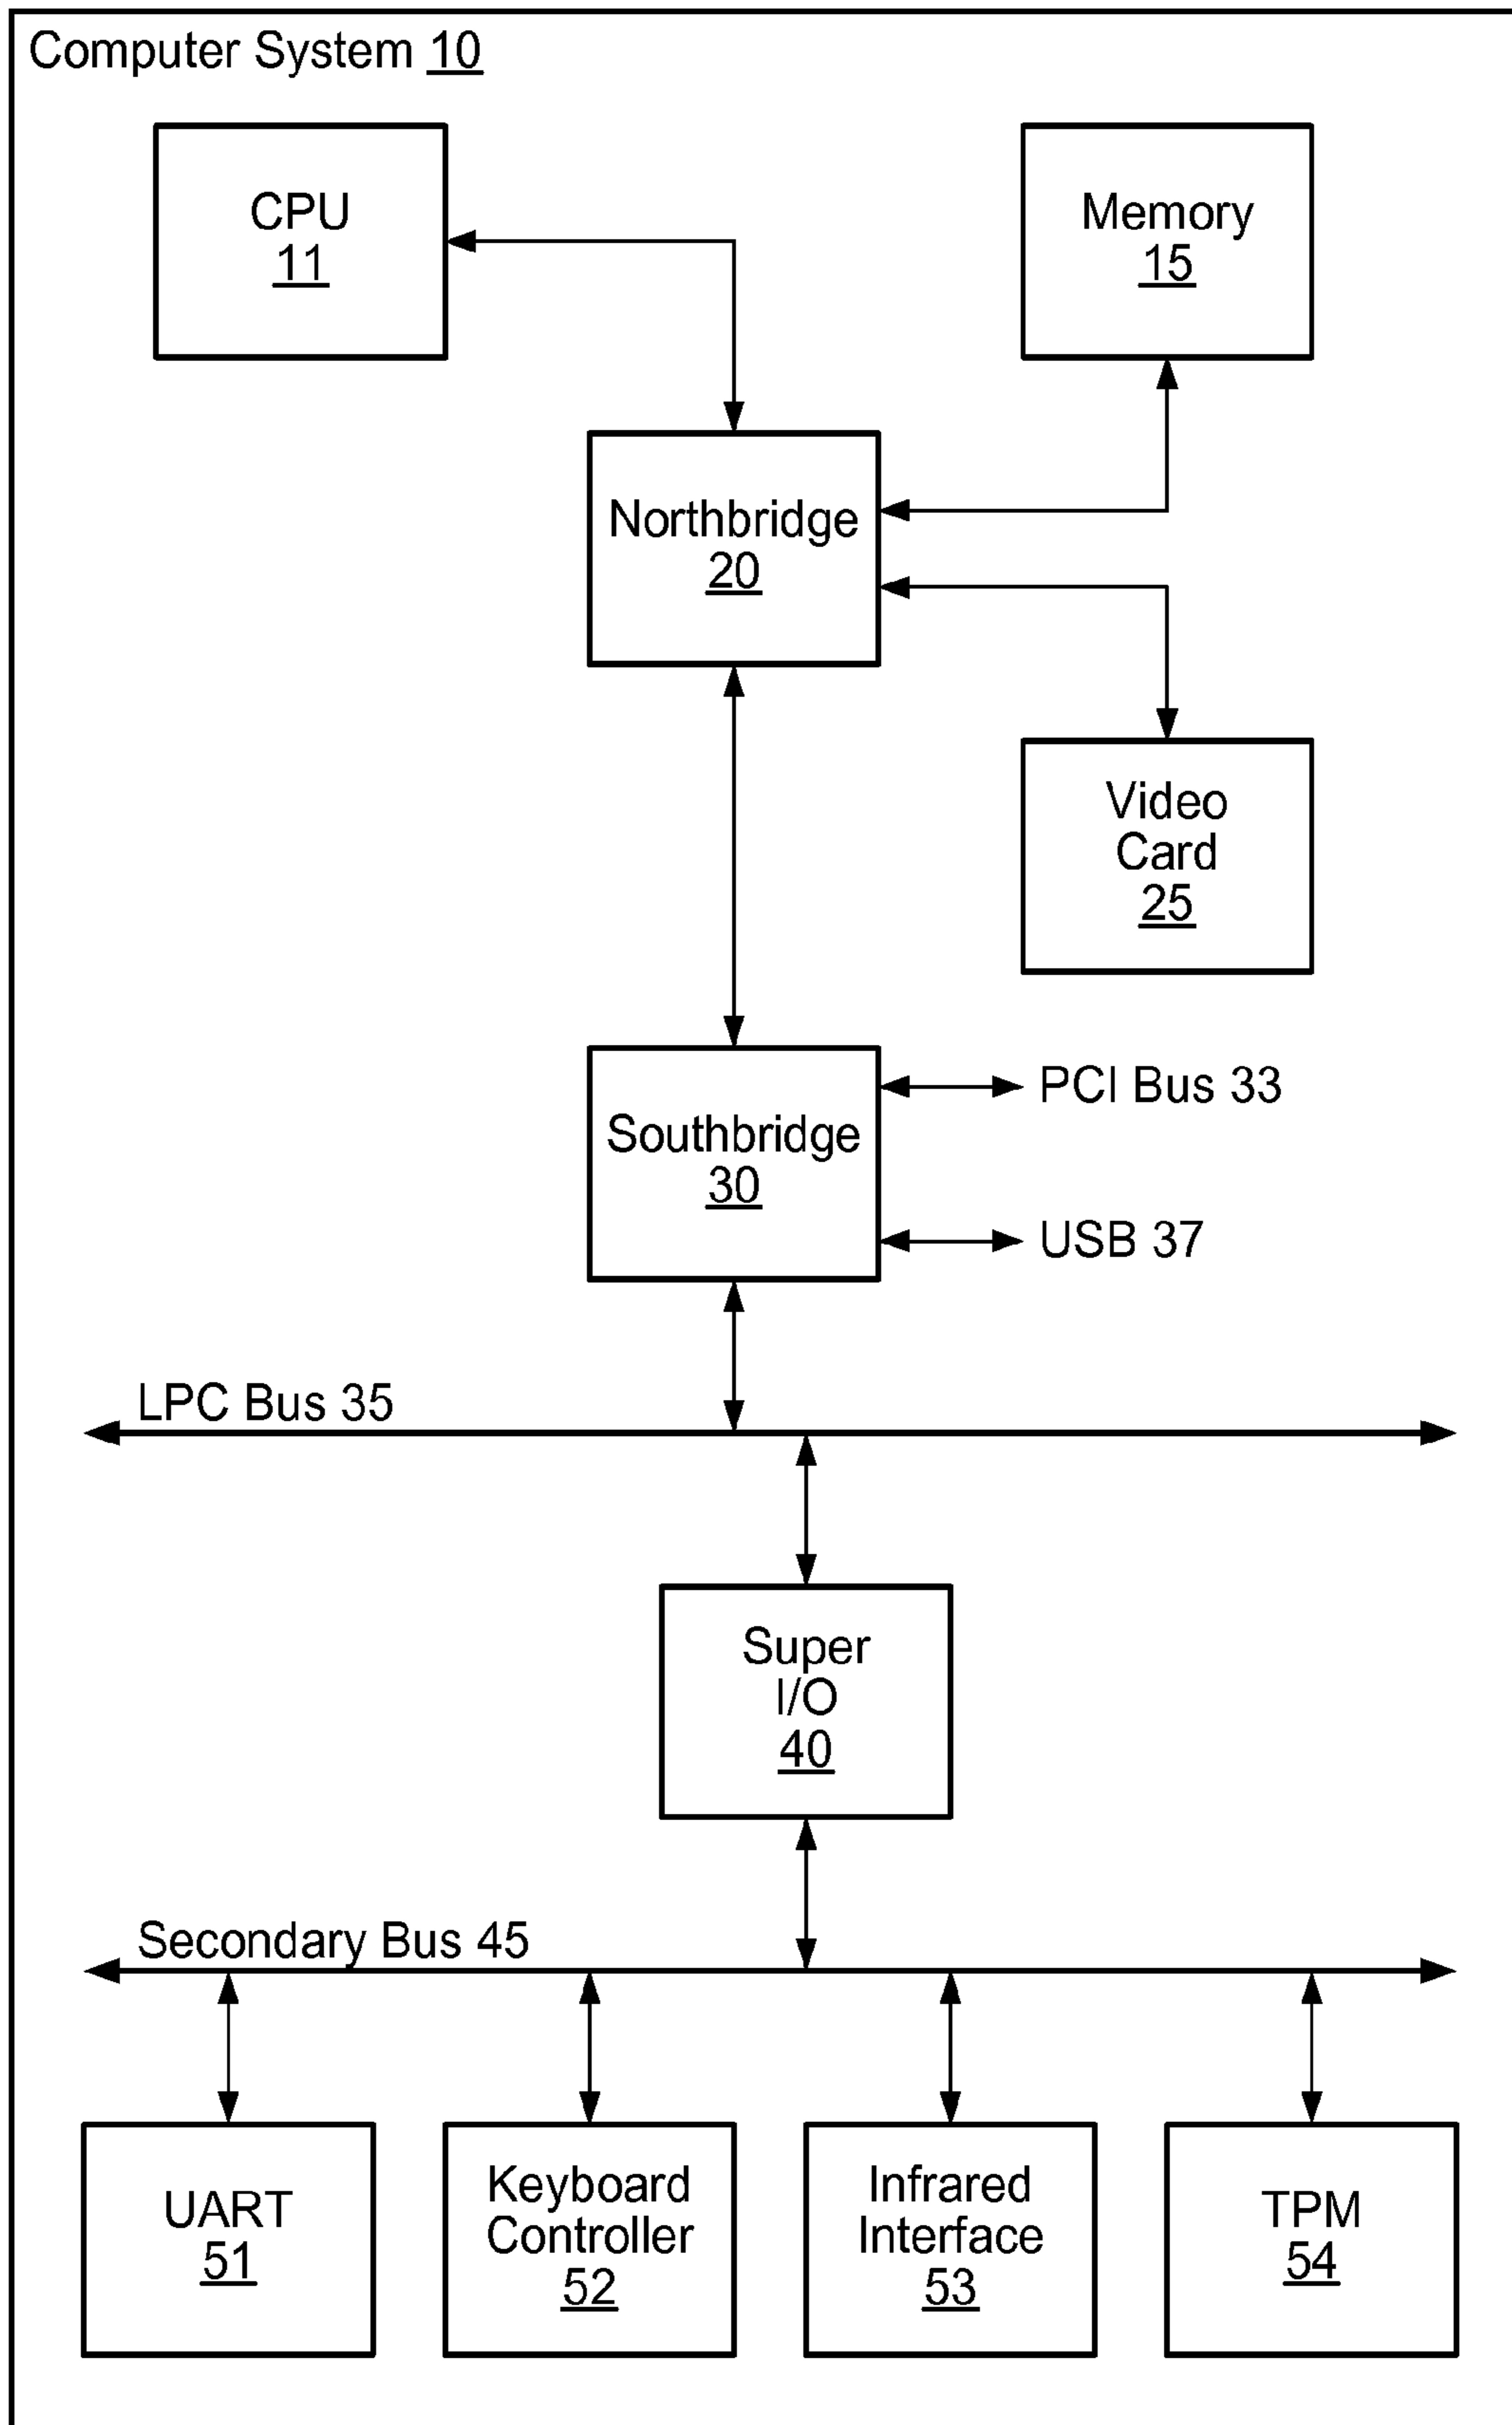 Computer System 10
CPU
11
Memory
15
Northbridge
20
Video
Card
25
Southbridge
30
PCI Bus 33
USB 37
LPC Bus 35
Super
I/O
40
Secondary Bus 45
UART
51
Keyboard
Controller
52
Infrared
Interface
53
TPM
54